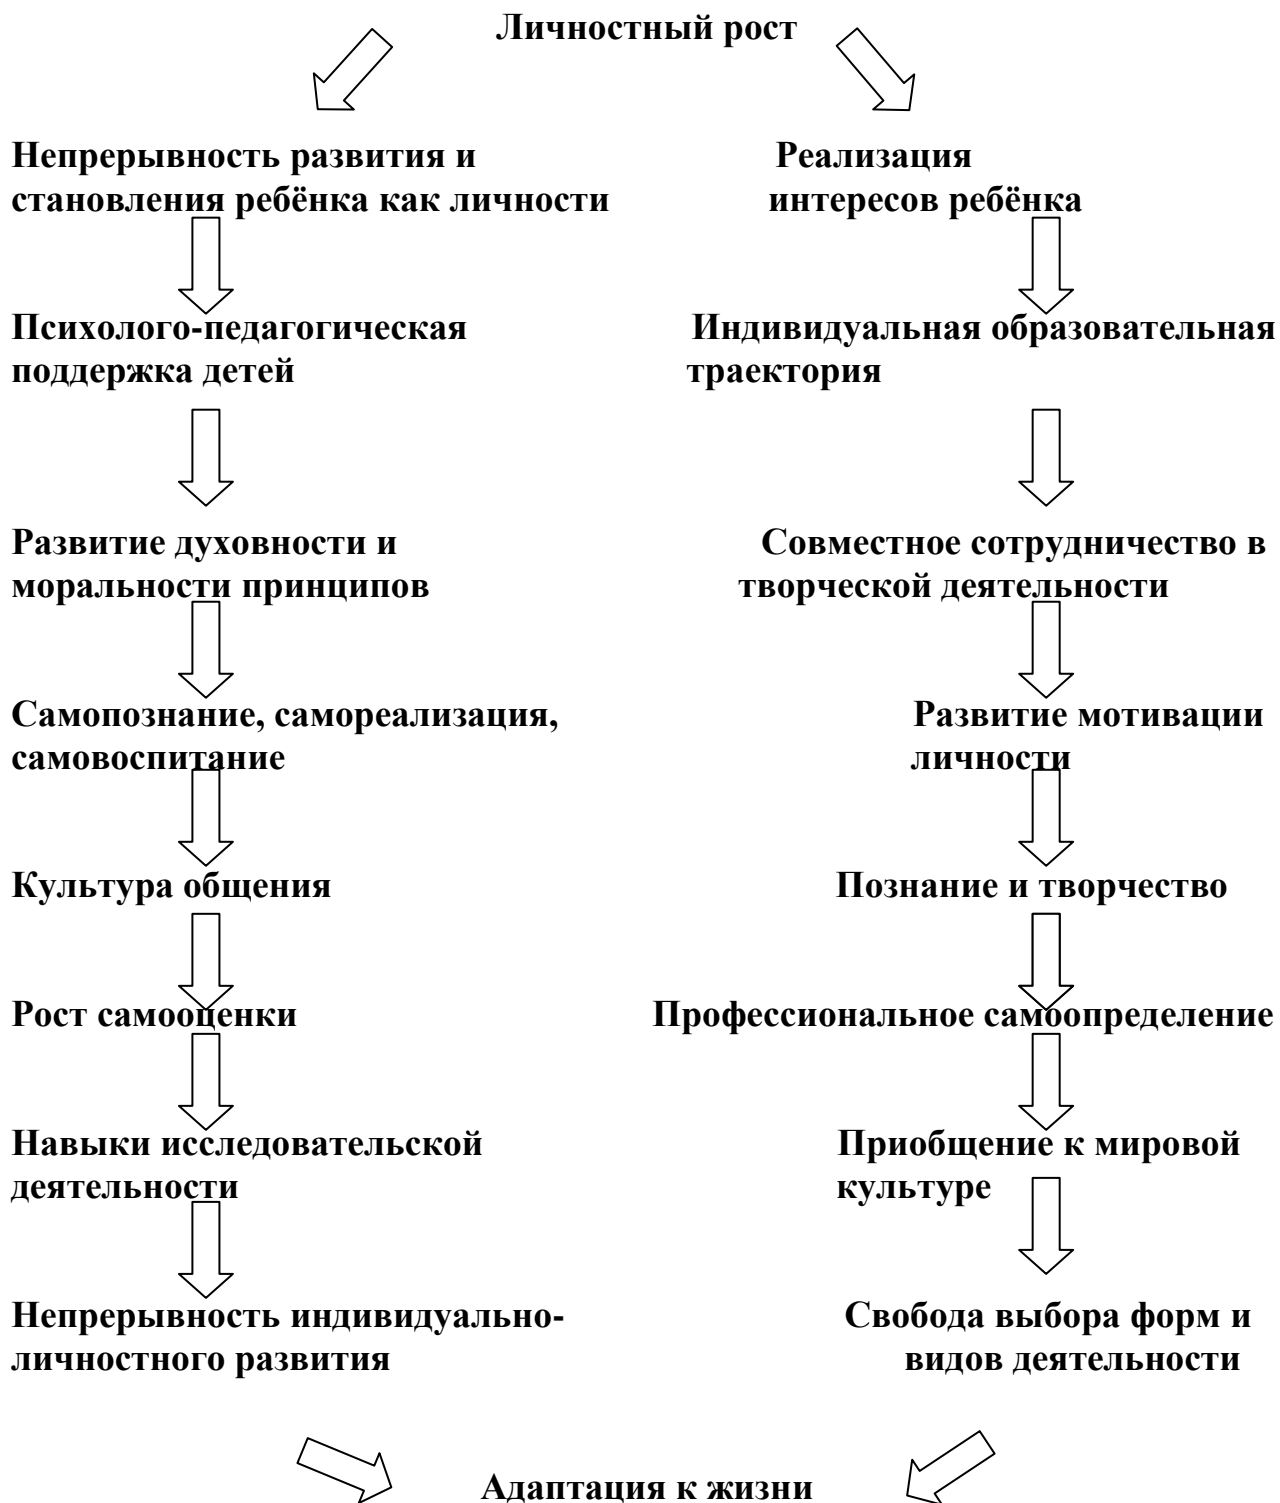 Личностный рост
Непрерывность развития и
становления ребёнка как личности
Реализация
интересов ребёнка
Психолого-педагогическая
поддержка детей
Индивидуальная образовательная
траектория
Развитие духовности и
моральности принципов
Совместное сотрудничество в
творческой деятельности
Самопознание, самореализация,
самовоспитание
Развитие мотивации
личности
Культура общения
Познание и творчество
Рост самооценки
Профессиональное самоопределение
Навыки исследовательской
деятельности
Приобщение к мировой
культуре
Непрерывность индивидуально-
личностного развития
Свобода выбора форм и
видов деятельности
Адаптация к жизни